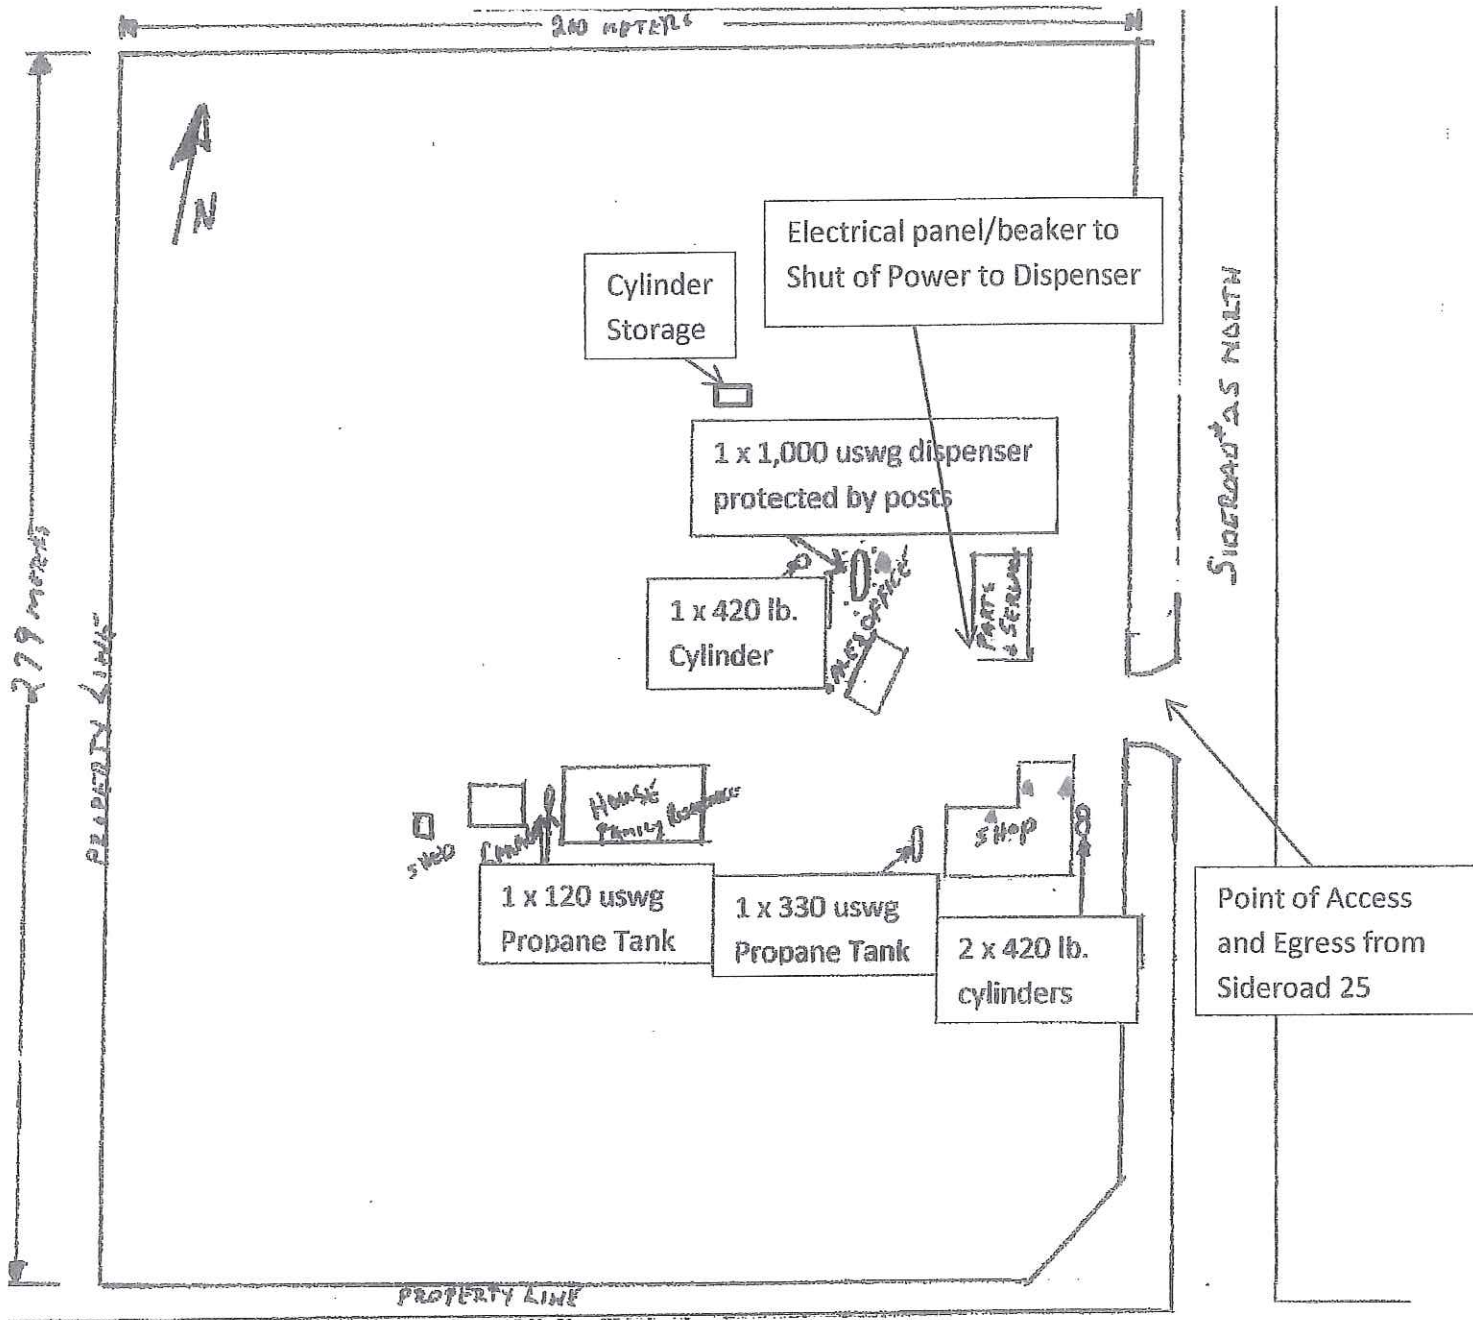 200 METERS
N
279 meters
PROPERTY LINE
SIDEROAD #25 NORTH
Electrical panel/beaker to
Shut of Power to Dispenser
Cylinder
Storage
1 x 1,000 uswg dispenser
protected by posts
1 x 420 lb.
Cylinder
SALES OFFICE
PARTS
& SERVICE
HOUSE
FAMILY RESIDENCE
SHED
SHOP
1 x 120 uswg
Propane Tank
1 x 330 uswg
Propane Tank
2 x 420 lb.
cylinders
Point of Access
and Egress from
Sideroad 25
PROPERTY LINE